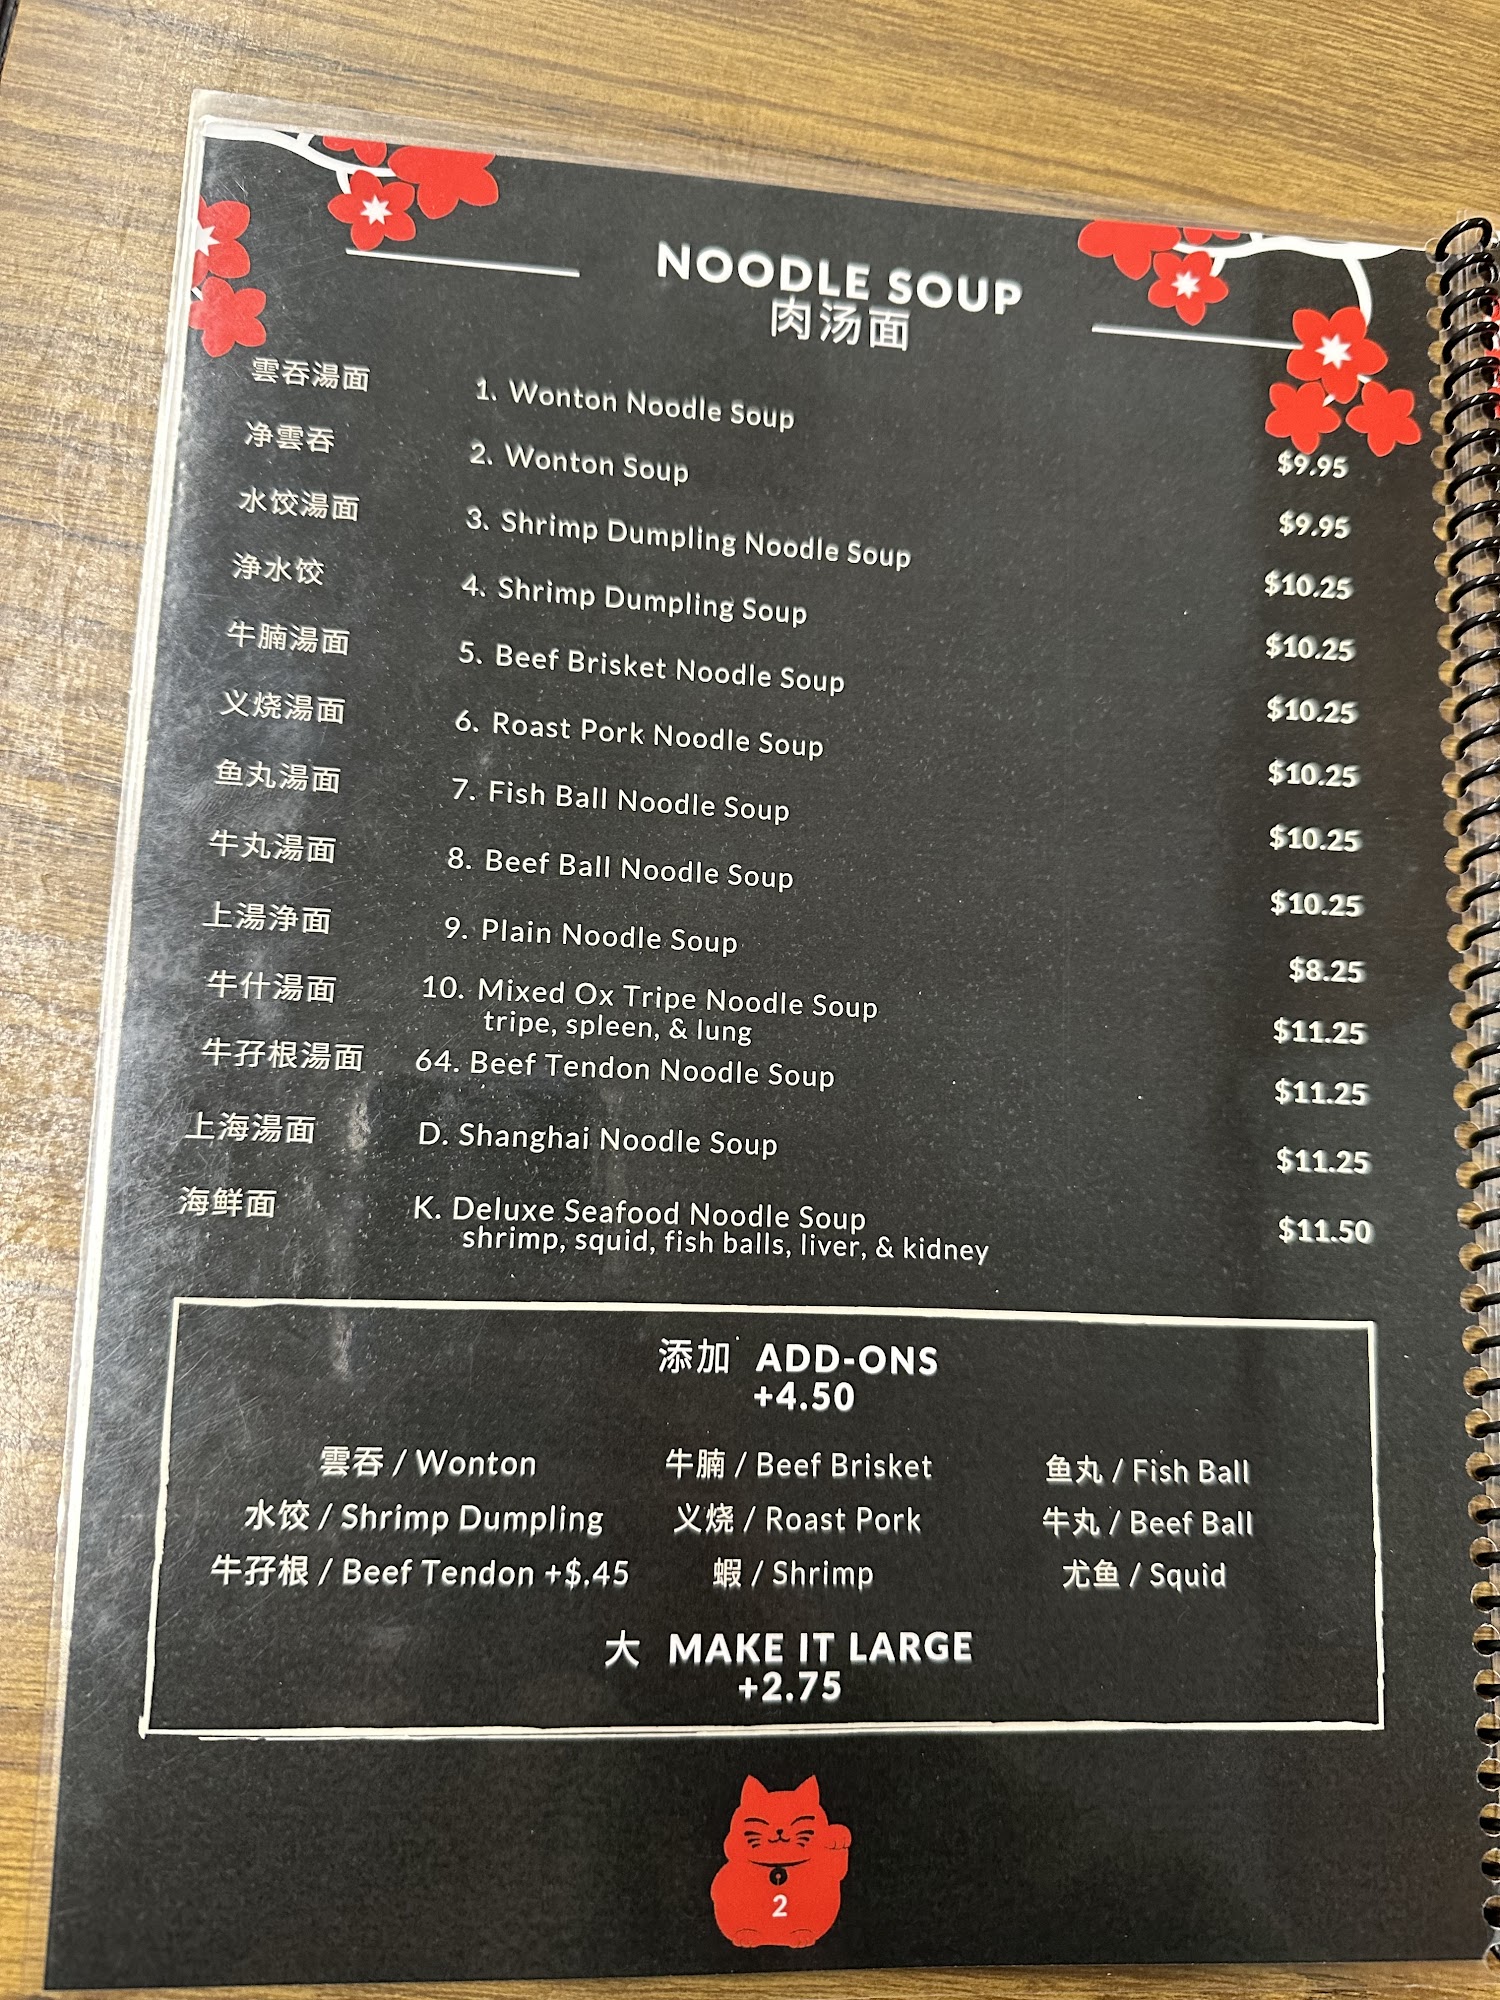 NOODLE SOUP
肉汤面
雲吞湯面 1. Wonton Noodle Soup $9.95
净雲吞 2. Wonton Soup $9.95
水饺湯面 3. Shrimp Dumpling Noodle Soup $10.25
浄水饺 4. Shrimp Dumpling Soup $10.25
牛腩湯面 5. Beef Brisket Noodle Soup $10.25
义烧湯面 6. Roast Pork Noodle Soup $10.25
鱼丸湯面 7. Fish Ball Noodle Soup $10.25
牛丸湯面 8. Beef Ball Noodle Soup $10.25
上湯浄面 9. Plain Noodle Soup $8.25
牛什湯面 10. Mixed Ox Tripe Noodle Soup $11.25
tripe, spleen, & lung
牛孖根湯面 64. Beef Tendon Noodle Soup $11.25
上海湯面 D. Shanghai Noodle Soup $11.25
海鲜面 K. Deluxe Seafood Noodle Soup $11.50
shrimp, squid, fish balls, liver, & kidney
添加 ADD-ONS
+4.50
雲吞 / Wonton 牛腩 / Beef Brisket 鱼丸 / Fish Ball
水饺 / Shrimp Dumpling 义烧 / Roast Pork 牛丸 / Beef Ball
牛孖根 / Beef Tendon +$.45 蝦 / Shrimp 尤鱼 / Squid
大 MAKE IT LARGE
+2.75
2